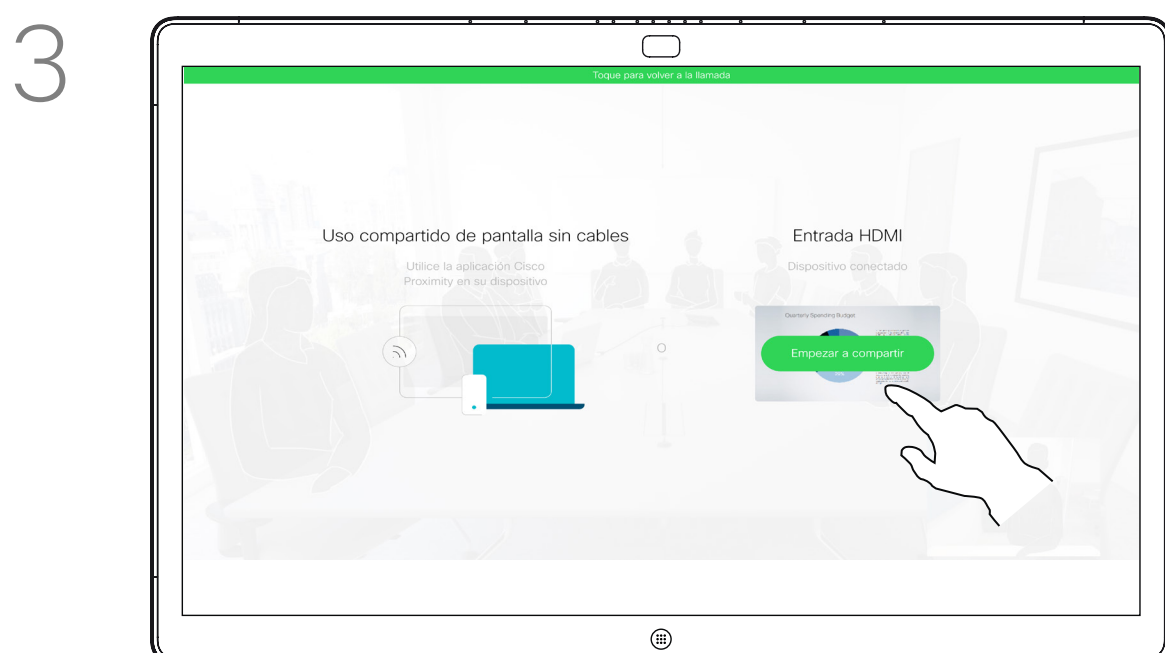 3
Toque para volver a la llamada
Uso compartido de pantalla sin cables
Utilice la aplicación Cisco
Proximity en su dispositivo
o
Entrada HDMI
Dispositivo conectado
Quarterly Spending Budget
Empezar a compartir